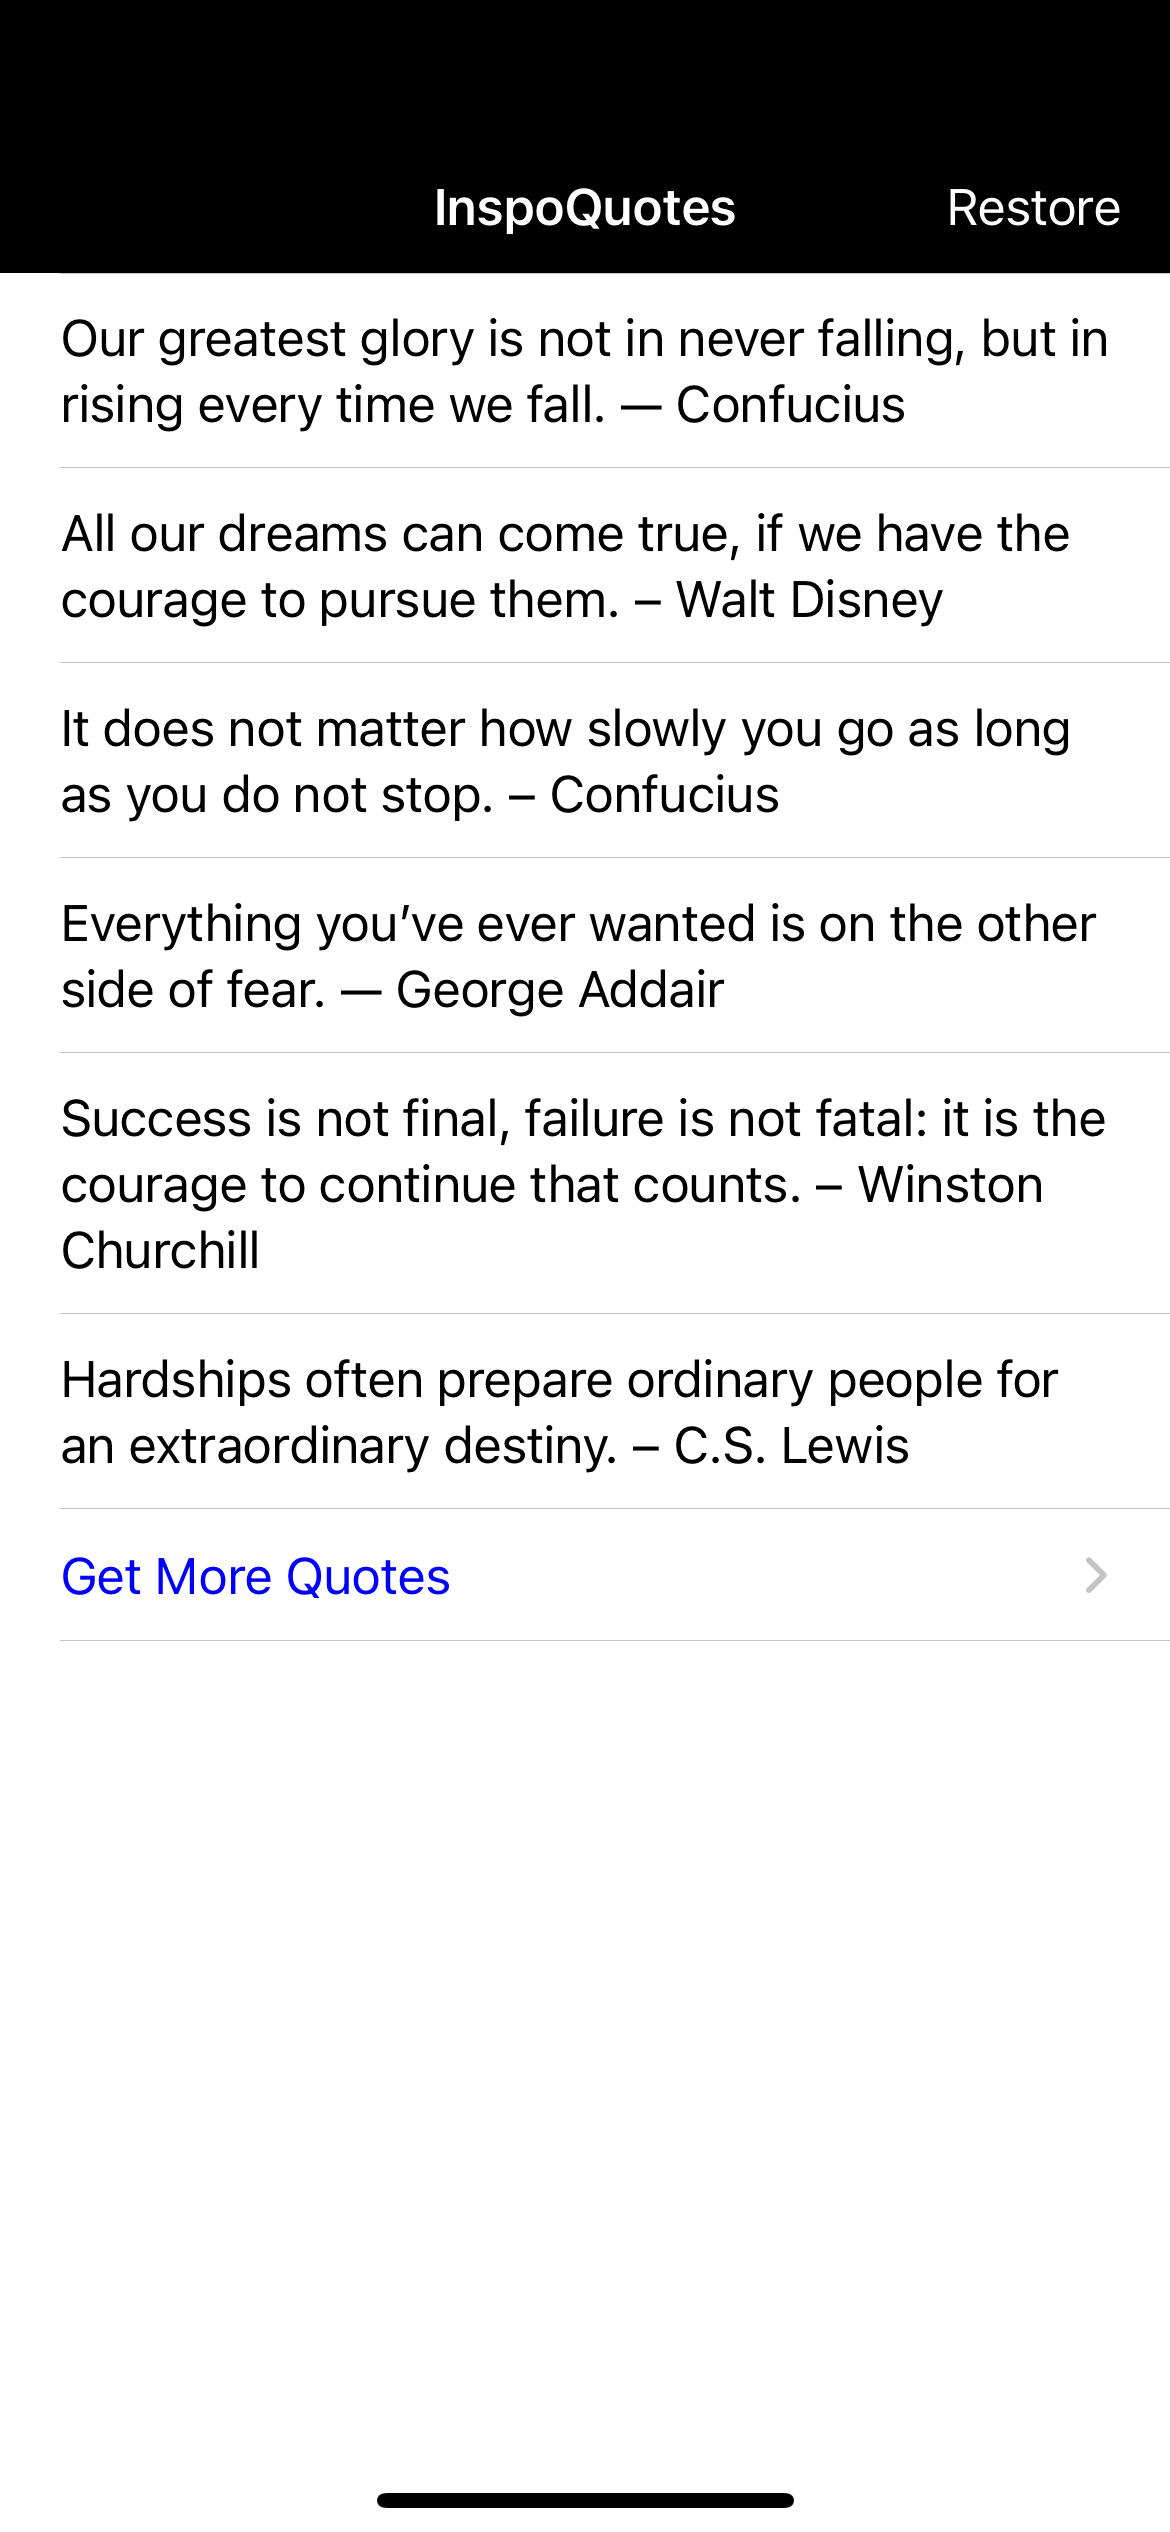 InspoQuotes
Restore
Our greatest glory is not in never falling, but in
rising every time we fall. — Confucius
All our dreams can come true, if we have the
courage to pursue them. – Walt Disney
It does not matter how slowly you go as long
as you do not stop. – Confucius
Everything you’ve ever wanted is on the other
side of fear. — George Addair
Success is not final, failure is not fatal: it is the
courage to continue that counts. – Winston
Churchill
Hardships often prepare ordinary people for
an extraordinary destiny. – C.S. Lewis
Get More Quotes